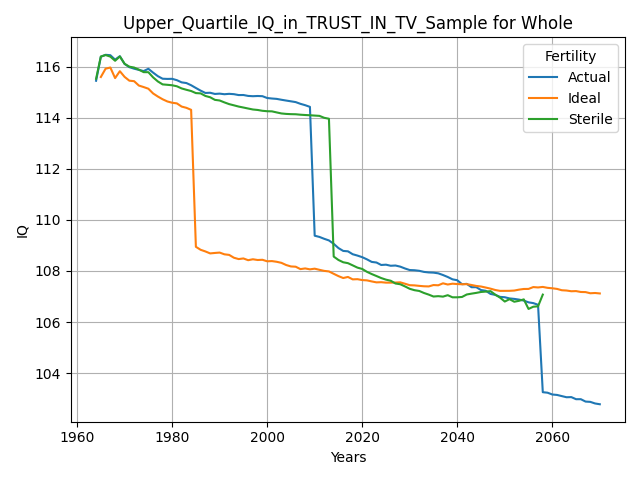 Upper_Quartile_IQ_in_TRUST_IN_TV_Sample for Whole
Fertility
Actual
Ideal
Sterile
116
114
112
110
108
106
104
IQ
1960
1980
2000
2020
2040
2060
Years